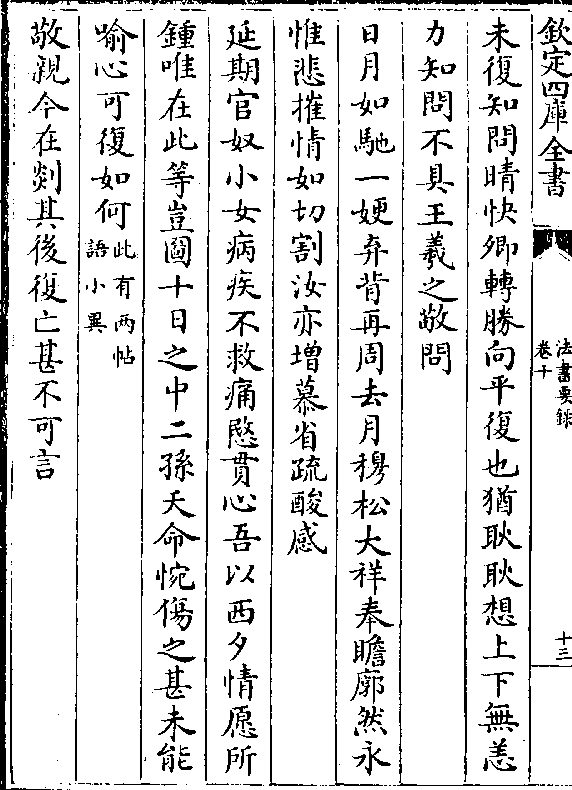 欽定四庫全書
法書要錄
卷十
十三
未復知問晴快卿轉勝向平復也猶耿耿想上下無恙
力知問不具王羲之敬問
日月如馳一㛐弃背再周去月穆松大祥奉瞻廓然永
惟悲摧情如切割汝亦增慕省疏酸感
延期官奴小女病疾不救痛愍貫心吾以西夕情愿所
鍾唯在此等豈圖十日之中二孫夭命惋傷之甚未能
喻心可復如何此有两帖
語小異
敬親今在剡其後復亡甚不可言